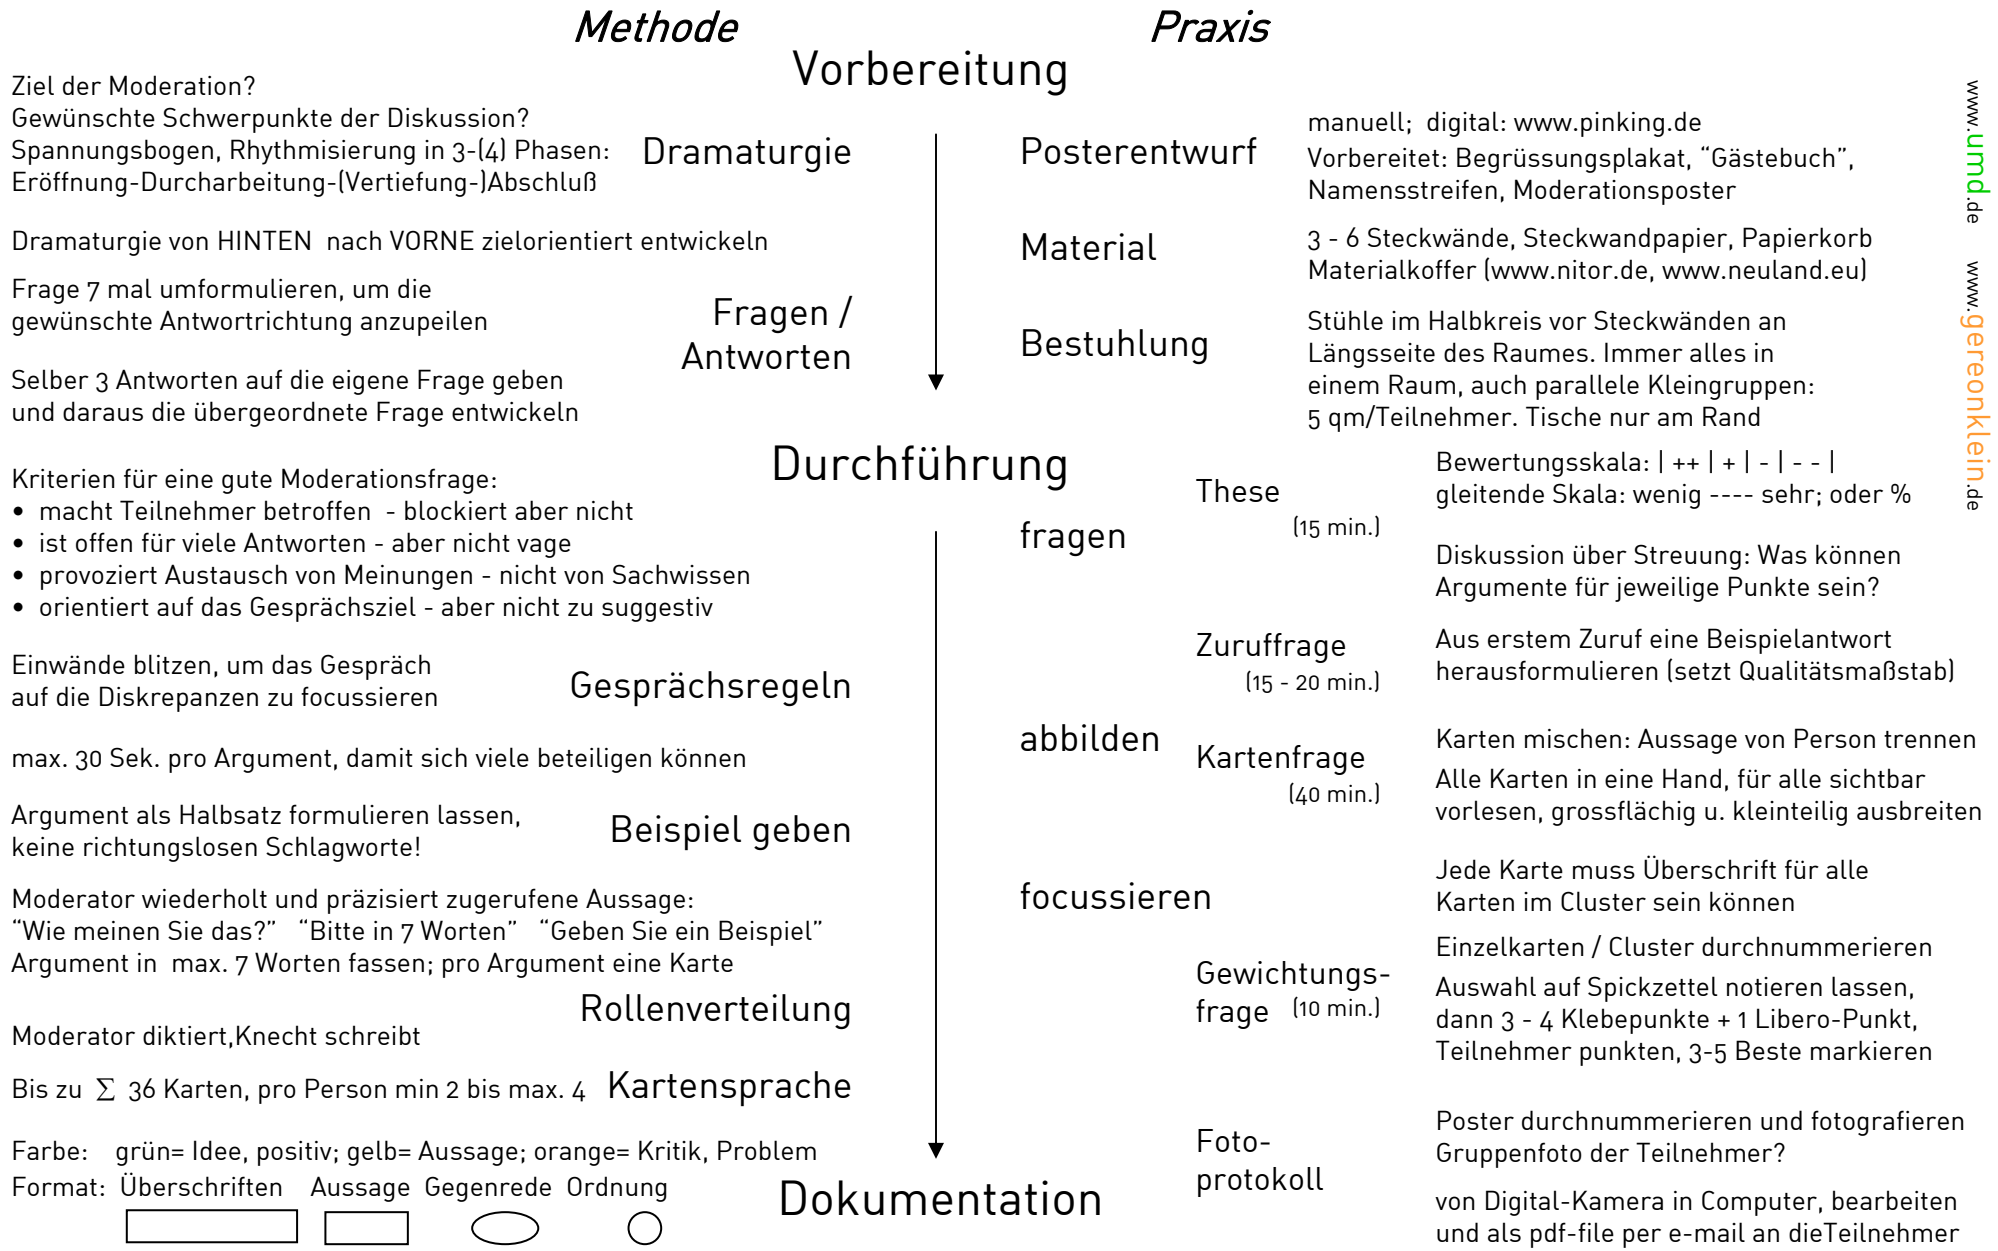 Methode
Praxis
Vorbereitung
Ziel der Moderation?
Gewünschte Schwerpunkte der Diskussion?
Spannungsbogen, Rhythmisierung in 3-(4) Phasen:
Eröffnung-Durcharbeitung-(Vertiefung-)Abschluß
Dramaturgie
Dramaturgie von HINTEN  nach VORNE zielorientiert entwickeln
Frage 7 mal umformulieren, um die
gewünschte Antwortrichtung anzupeilen
Fragen /
Antworten
Selber 3 Antworten auf die eigene Frage geben
und daraus die übergeordnete Frage entwickeln
Posterentwurf
manuell;  digital: www.pinking.de
Vorbereitet: Begrüssungsplakat, “Gästebuch”,
Namensstreifen, Moderationsposter
Material
3 - 6 Steckwände, Steckwandpapier, Papierkorb
Materialkoffer (www.nitor.de, www.neuland.eu)
Bestuhlung
Stühle im Halbkreis vor Steckwänden an
Längsseite des Raumes. Immer alles in
einem Raum, auch parallele Kleingruppen:
5 qm/Teilnehmer. Tische nur am Rand
Durchführung
Kriterien für eine gute Moderationsfrage:
• macht Teilnehmer betroffen  - blockiert aber nicht
• ist offen für viele Antworten - aber nicht vage
• provoziert Austausch von Meinungen - nicht von Sachwissen
• orientiert auf das Gesprächsziel - aber nicht zu suggestiv
Einwände blitzen, um das Gespräch
auf die Diskrepanzen zu focussieren
Gesprächsregeln
max. 30 Sek. pro Argument, damit sich viele beteiligen können
Argument als Halbsatz formulieren lassen,
keine richtungslosen Schlagworte!
Beispiel geben
Moderator wiederholt und präzisiert zugerufene Aussage:
“Wie meinen Sie das?”   “Bitte in 7 Worten”   “Geben Sie ein Beispiel”
Argument in  max. 7 Worten fassen; pro Argument eine Karte
Rollenverteilung
Moderator diktiert,Knecht schreibt
Bis zu  ∑  36 Karten, pro Person min 2 bis max. 4
Kartensprache
Farbe:    grün= Idee, positiv; gelb= Aussage; orange= Kritik, Problem
Format:  Überschriften    Aussage  Gegenrede  Ordnung
fragen
These
(15 min.)
Bewertungsskala: | ++ | + | - | - - |
gleitende Skala: wenig ---- sehr; oder %
Diskussion über Streuung: Was können
Argumente für jeweilige Punkte sein?
Zuruffrage
(15 - 20 min.)
Aus erstem Zuruf eine Beispielantwort
herausformulieren (setzt Qualitätsmaßstab)
abbilden
Kartenfrage
(40 min.)
Karten mischen: Aussage von Person trennen
Alle Karten in eine Hand, für alle sichtbar
vorlesen, grossflächig u. kleinteilig ausbreiten
focussieren
Jede Karte muss Überschrift für alle
Karten im Cluster sein können
Einzelkarten / Cluster durchnummerieren
Gewichtungs-
frage (10 min.)
Auswahl auf Spickzettel notieren lassen,
dann 3 - 4 Klebepunkte + 1 Libero-Punkt,
Teilnehmer punkten, 3-5 Beste markieren
Foto-
protokoll
Poster durchnummerieren und fotografieren
Gruppenfoto der Teilnehmer?
von Digital-Kamera in Computer, bearbeiten
und als pdf-file per e-mail an dieTeilnehmer
Dokumentation
www.umd.de
www.gereonklein.de